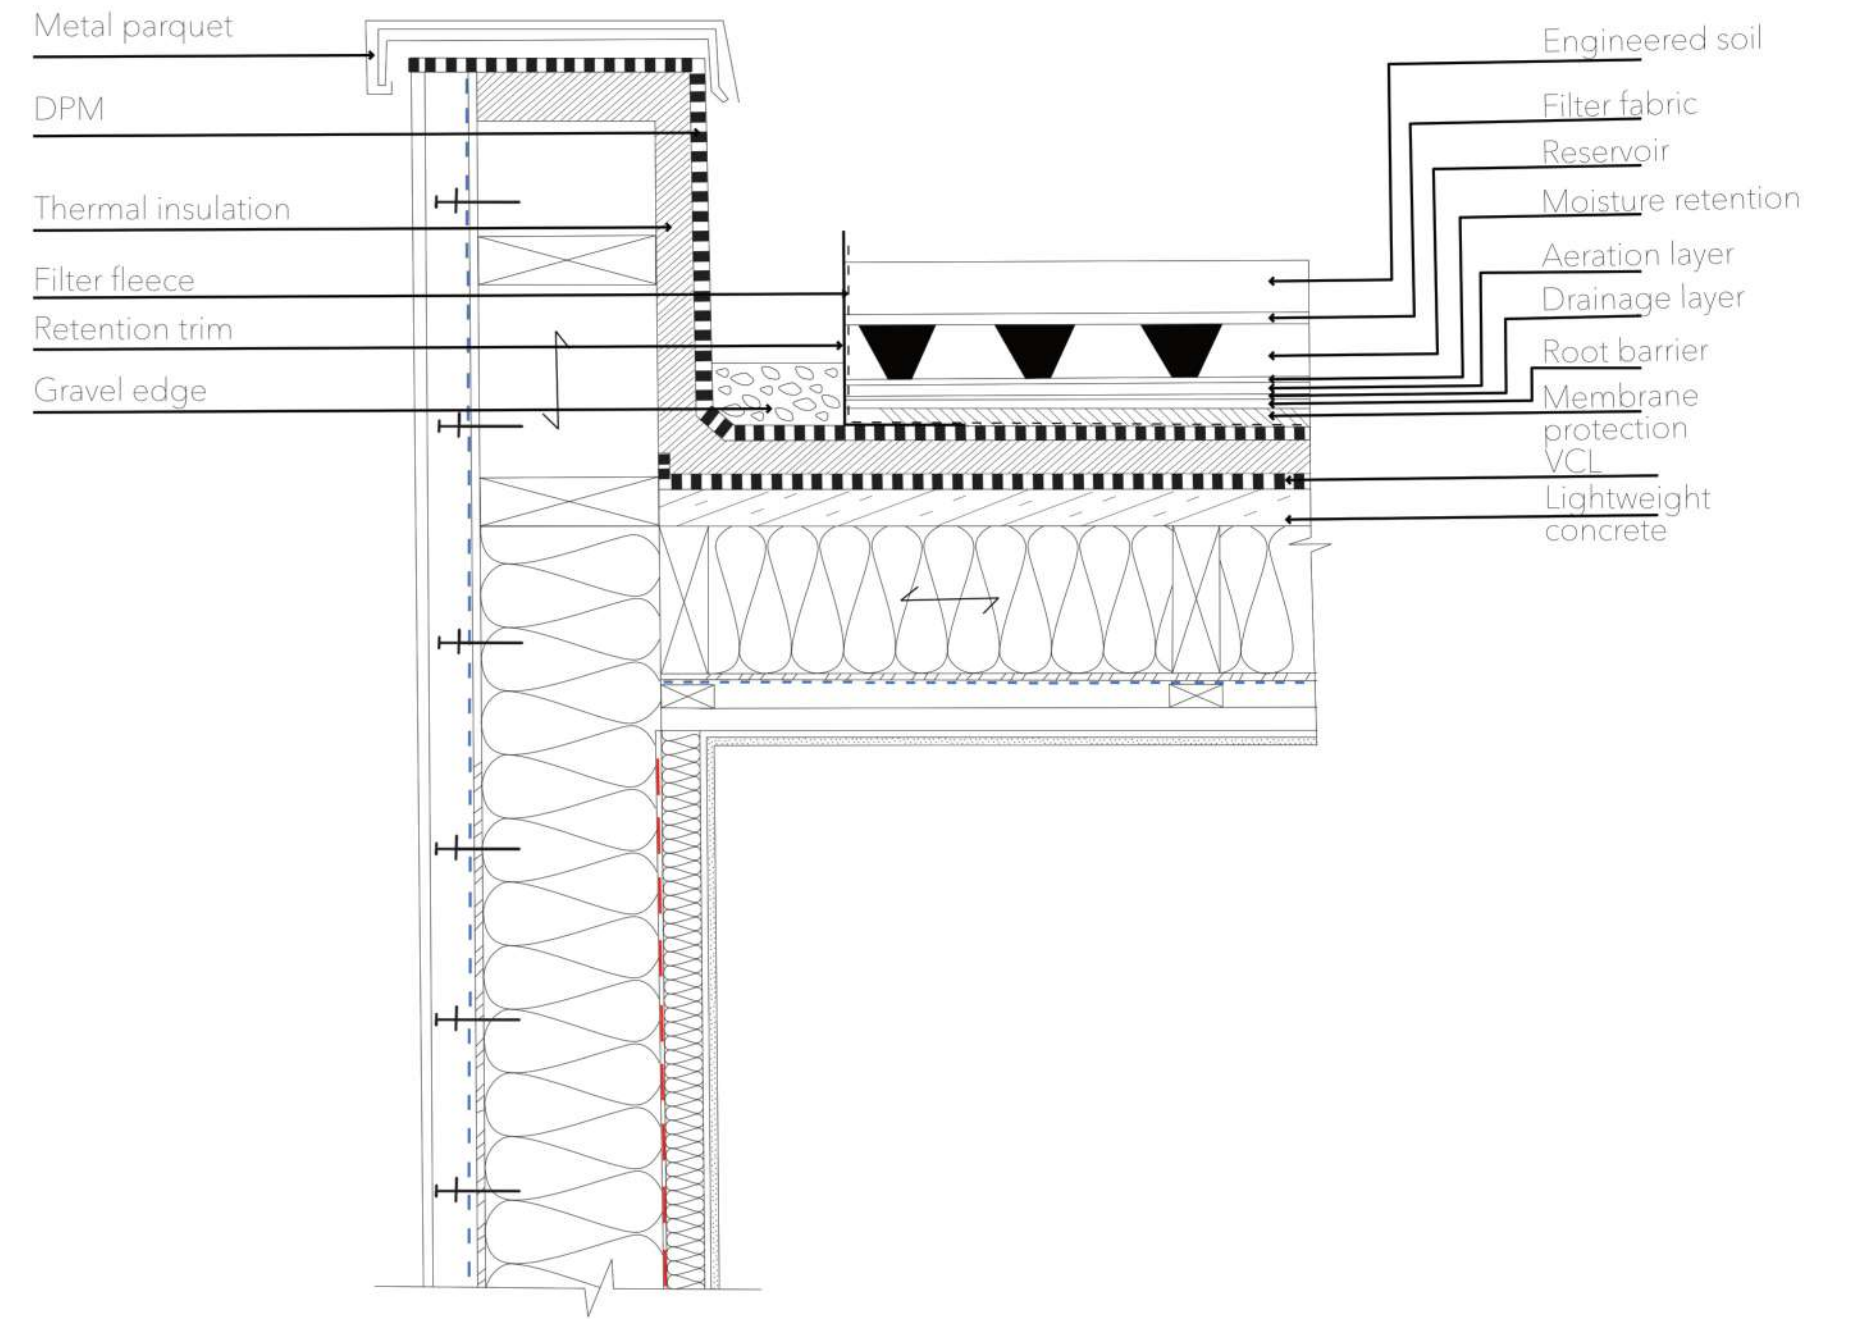 Metal parquet
DPM
Thermal insulation
Filter fleece
Retention trim
Gravel edge
Engineered soil
Filter fabric
Reservoir
Moisture retention
Aeration layer
Drainage layer
Root barrier
Membrane
protection
VCL
Lightweight
concrete